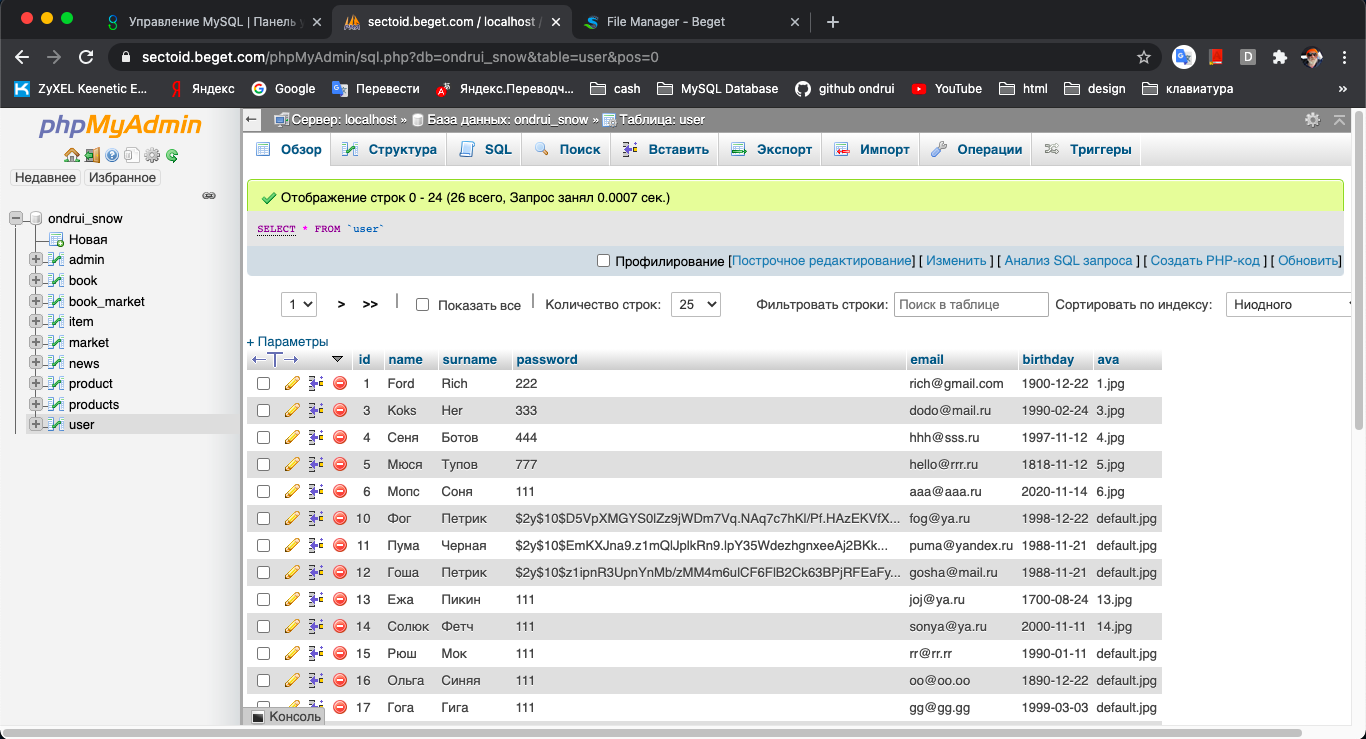 Управление MySQL | Панель у
sectoid.beget.com / localhost /
File Manager - Beget
sectoid.beget.com/phpMyAdmin/sql.php?db=ondrui_snow&table=user&pos=0
ZyXEL Keenetic E...
Яндекс
Google
Перевести
Яндекс.Переводч...
cash
MySQL Database
github ondrui
YouTube
html
design
клавиатура
»
phpMyAdmin
Недавнее Избранное
ondrui_snow
Новая
admin
book
book_market
item
market
news
product
products
user
Сервер: localhost » База данных: ondrui_snow » Таблица: user
Обзор Структура SQL Поиск Вставить Экспорт Импорт Операции Триггеры
Отображение строк 0 - 24 (26 всего, Запрос занял 0.0007 сек.)
SELECT * FROM `user`
Профилирование [Построчное редактирование] [ Изменить ] [ Анализ SQL запроса ] [ Создать PHP-код ] [ Обновить]
1 > >> | Показать все | Количество строк: 25 Фильтровать строки: Поиск в таблице Сортировать по индексу: Ниодного
+ Параметры
id name surname password email birthday ava
1 Ford Rich 222 rich@gmail.com 1900-12-22 1.jpg
3 Koks Her 333 dodo@mail.ru 1990-02-24 3.jpg
4 Сеня Ботов 444 hhh@sss.ru 1997-11-12 4.jpg
5 Мюся Тупов 777 hello@rrr.ru 1818-11-12 5.jpg
6 Мопс Соня 111 aaa@aaa.ru 2020-11-14 6.jpg
10 Фог Петрик $2y$10$D5VpXMGYS0lZz9jWDm7Vq.NAq7c7hKl/Pf.HAzEKVfX... fog@ya.ru 1998-12-22 default.jpg
11 Пума Черная $2y$10$EmKXJna9.z1mQlJplkRn9.lpY35WdezhgnxeeAj2BKk... puma@yandex.ru 1988-11-21 default.jpg
12 Гоша Петрик $2y$10$z1ipnR3UpnYnMb/zMM4m6ulCF6FlB2Ck63BPjRFEaFy... gosha@mail.ru 1988-11-21 default.jpg
13 Ежа Пикин 111 joj@ya.ru 1700-08-24 13.jpg
14 Солюк Фетч 111 sonya@ya.ru 2000-11-11 14.jpg
15 Рюш Мок 111 rr@rr.rr 1990-01-11 default.jpg
16 Ольга Синяя 111 oo@oo.oo 1890-12-22 default.jpg
17 Гога Гига 111 gg@gg.gg 1999-03-03 default.jpg
Консоль